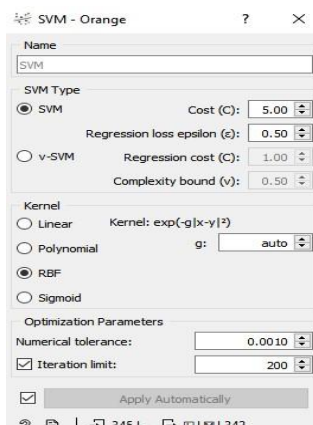 SVM - Orange ? ×
Name
SVM
SVM Type
SVM Cost (C): 5.00
Regression loss epsilon (ε): 0.50
v-SVM Regression cost (C): 1.00
Complexity bound (v): 0.50
Kernel
Linear Kernel: exp(-g|x-y|²)
Polynomial g: auto
RBF
Sigmoid
Optimization Parameters
Numerical tolerance: 0.0010
Iteration limit: 200
Apply Automatically